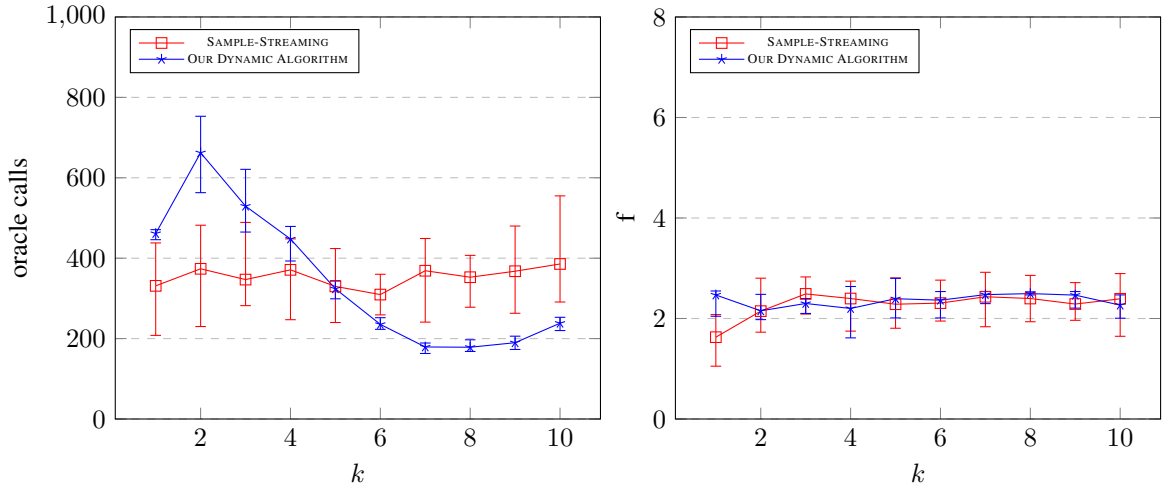 1,000
800
600
400
200
0
2
4
6
8
10
k
oracle calls
SAMPLE-STREAMING
OUR DYNAMIC ALGORITHM
8
6
4
2
0
2
4
6
8
10
k
f
SAMPLE-STREAMING
OUR DYNAMIC ALGORITHM